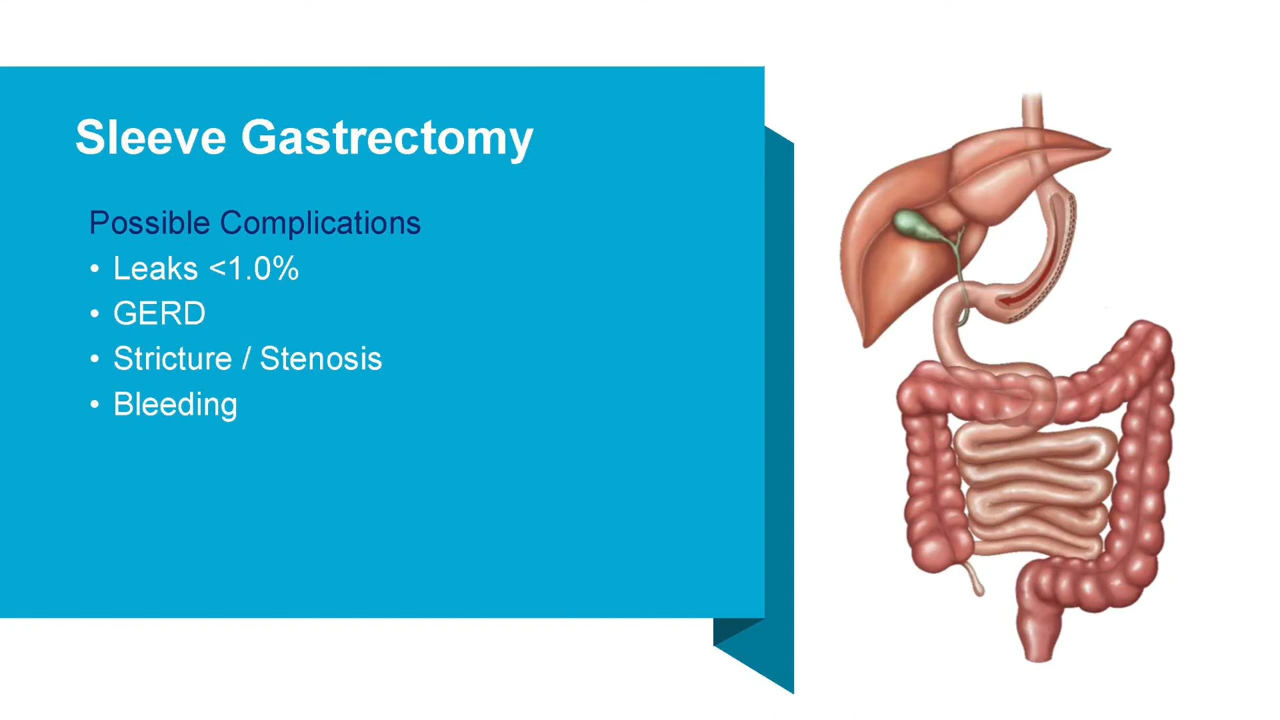 Sleeve Gastrectomy
Possible Complications
• Leaks <1.0%
• GERD
• Stricture / Stenosis
• Bleeding